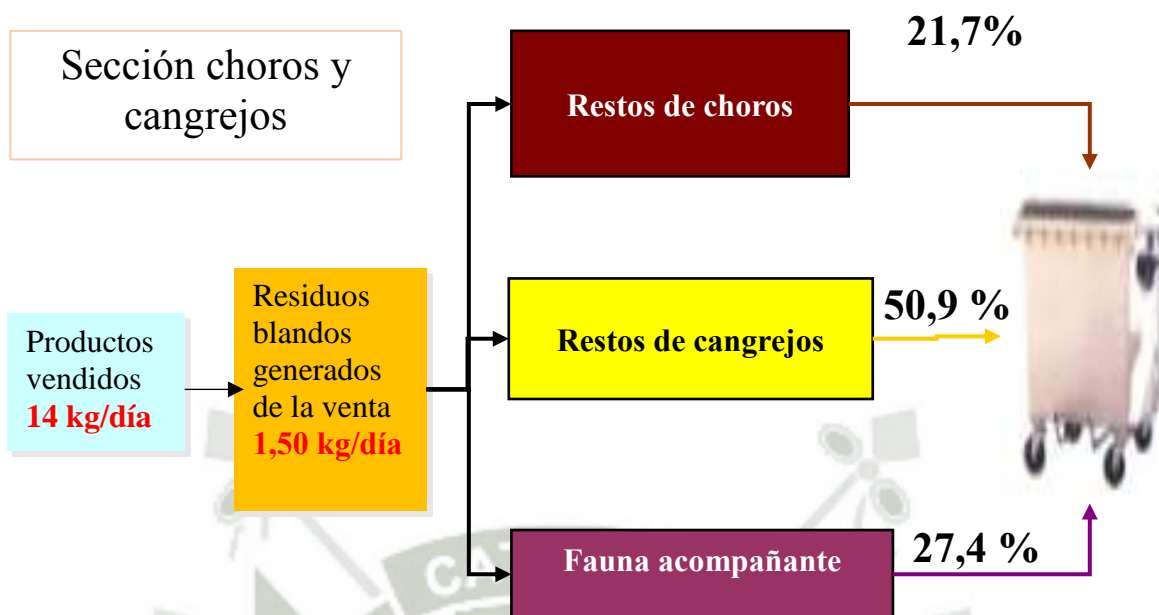 Sección choros y
cangrejos
21,7%
Restos de choros
Productos
vendidos
14 kg/día
Residuos
blandos
generados
de la venta
1,50 kg/día
50,9 %
Restos de cangrejos
Fauna acompañante
27,4 %
CAT